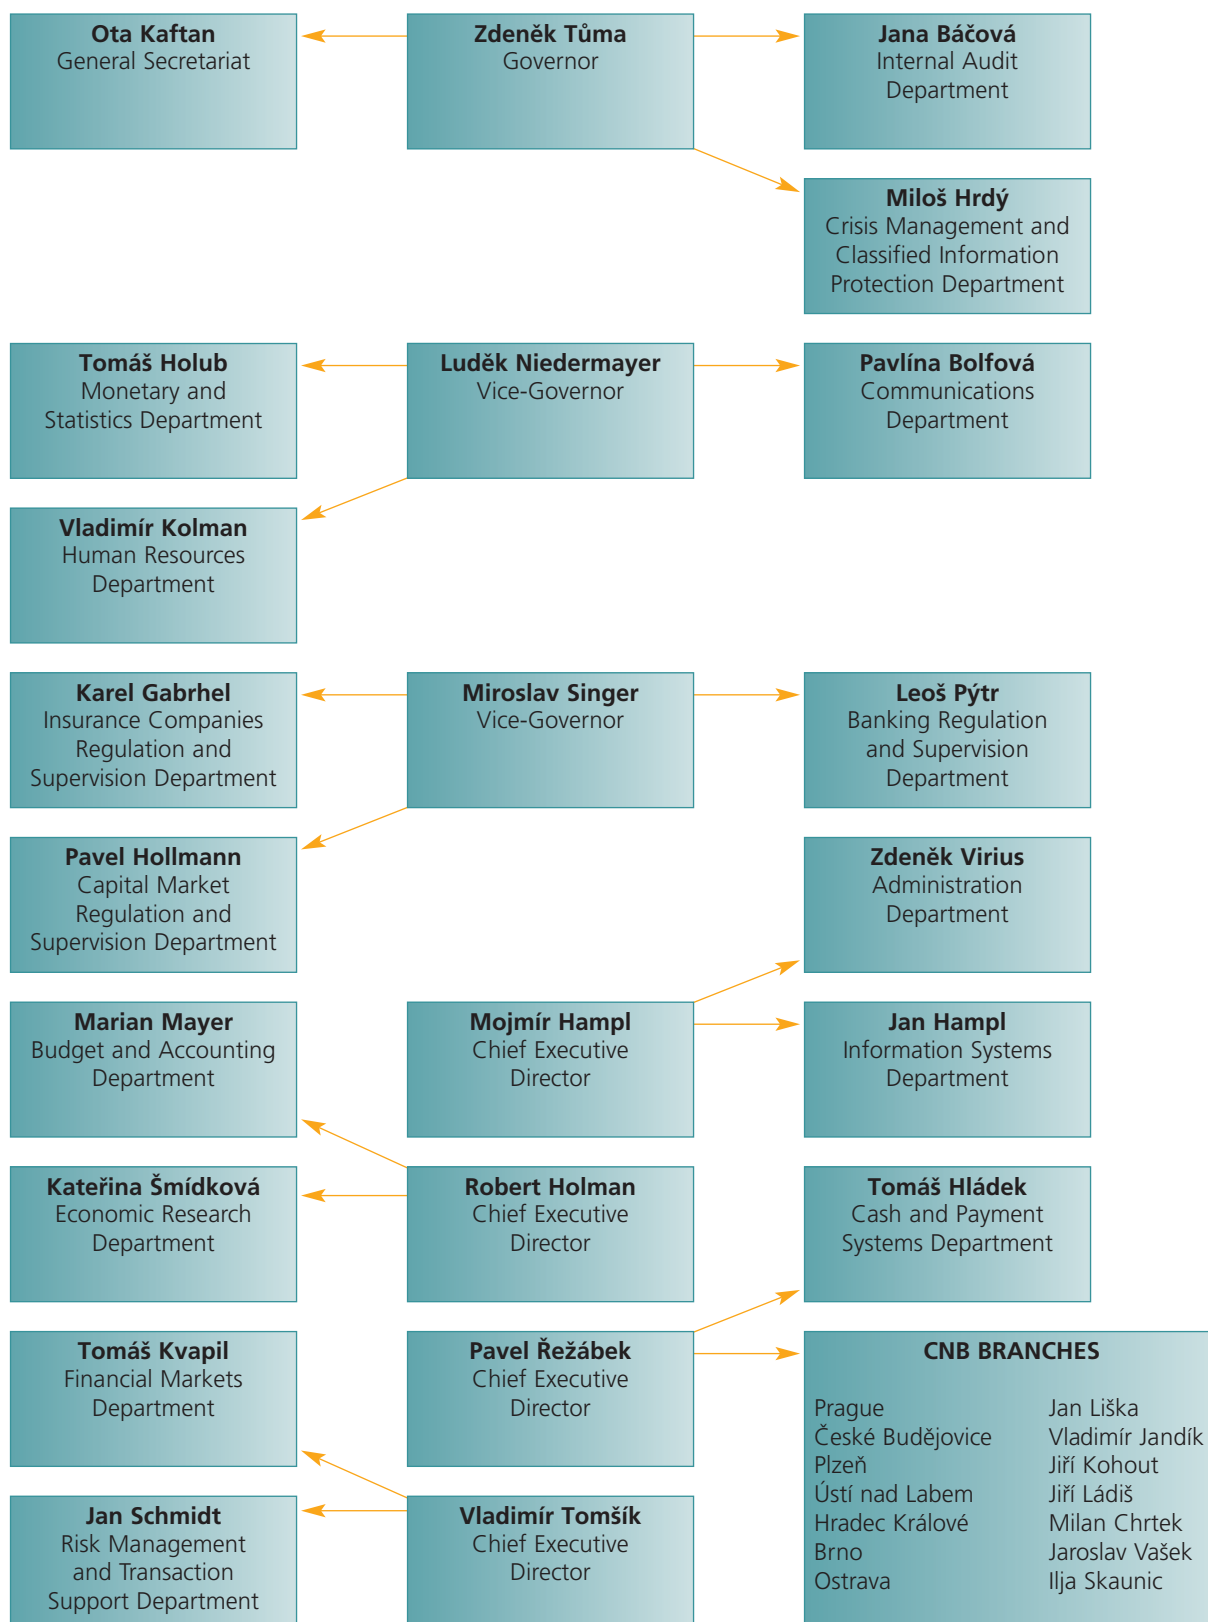 Ota Kaftan
General Secretariat
Zdeněk Tůma
Governor
Jana Báčová
Internal Audit
Department
Miloš Hrdý
Crisis Management and
Classified Information
Protection Department
Tomáš Holub
Monetary and
Statistics Department
Luděk Niedermayer
Vice-Governor
Pavlína Bolfová
Communications
Department
Vladimír Kolman
Human Resources
Department
Karel Gabrhel
Insurance Companies
Regulation and
Supervision Department
Miroslav Singer
Vice-Governor
Leoš Pýtr
Banking Regulation
and Supervision
Department
Pavel Hollmann
Capital Market
Regulation and
Supervision Department
Zdeněk Virius
Administration
Department
Marian Mayer
Budget and Accounting
Department
Mojmír Hampl
Chief Executive
Director
Jan Hampl
Information Systems
Department
Kateřina Šmídková
Economic Research
Department
Robert Holman
Chief Executive
Director
Tomáš Hládek
Cash and Payment
Systems Department
Tomáš Kvapil
Financial Markets
Department
Pavel Řežábek
Chief Executive
Director
CNB BRANCHES
Prague Jan Liška
České Budějovice Vladimír Jandík
Plzeň Jiří Kohout
Ústí nad Labem Jiří Ládiš
Hradec Králové Milan Chrtek
Brno Jaroslav Vašek
Ostrava Ilja Skaunic
Jan Schmidt
Risk Management
and Transaction
Support Department
Vladimír Tomšík
Chief Executive
Director